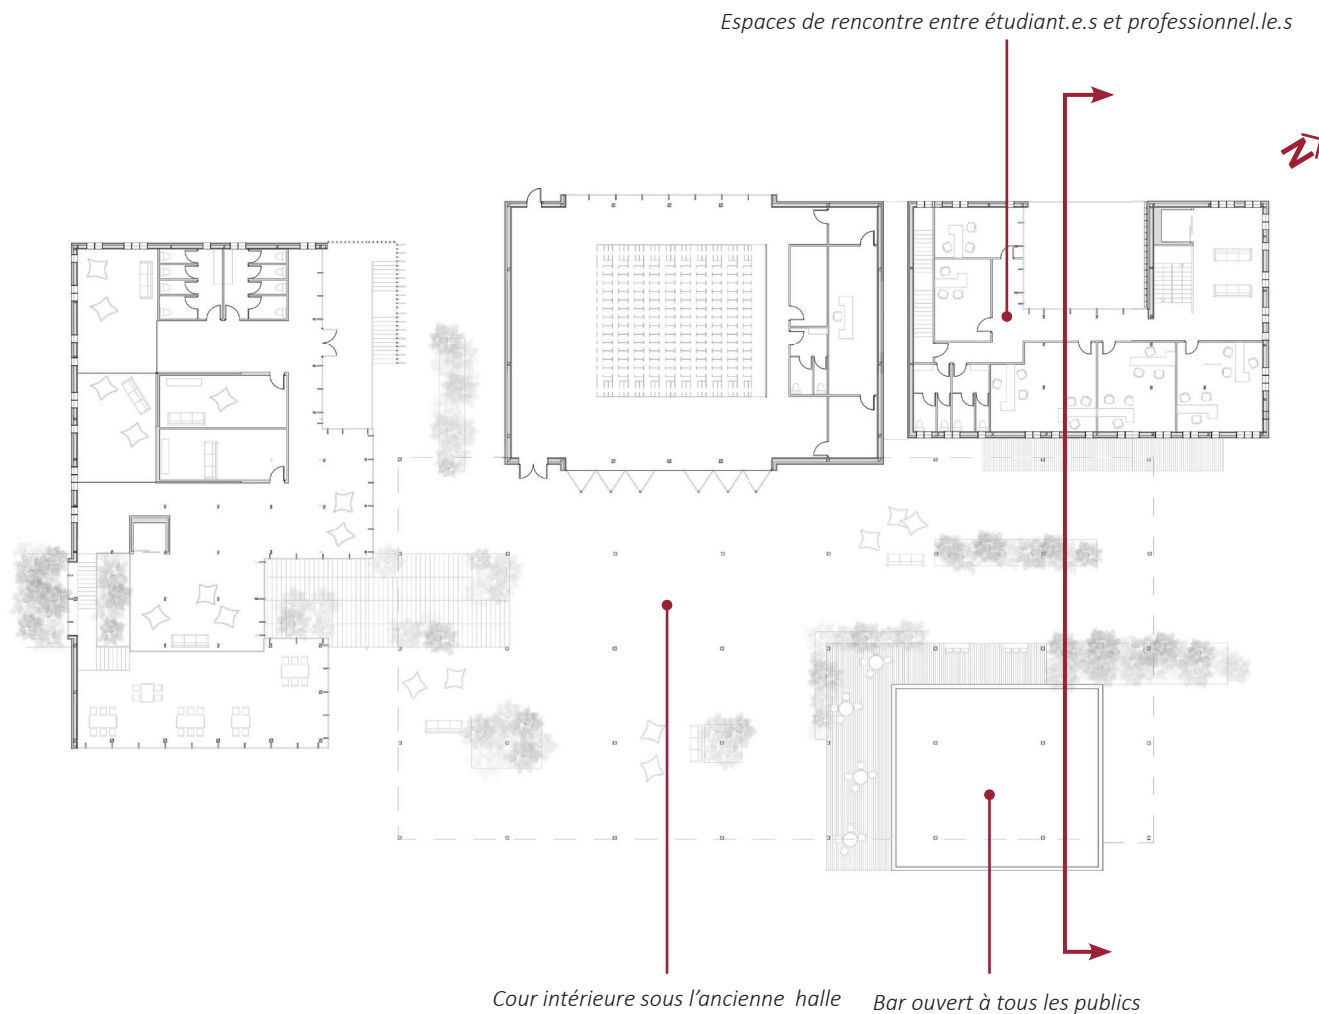 Espaces de rencontre entre étudiant.e.s et professionnel.le.s
N
Cour intérieure sous l'ancienne  halle
Bar ouvert à tous les publics